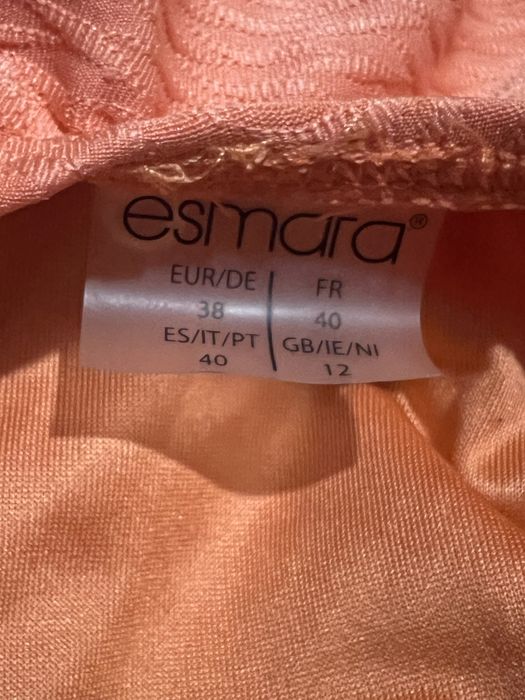 esmara®
EUR/DE FR
38 40
ES/IT/PT GB/IE/NI
40 12